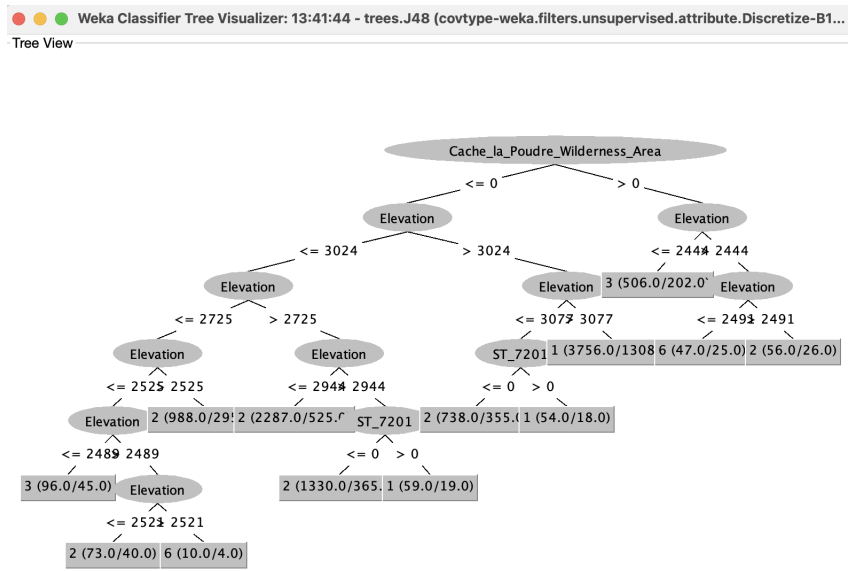 Weka Classifier Tree Visualizer: 13:41:44 - trees.J48 (covtype-weka.filters.unsupervised.attribute.Discretize-B1...
Tree View
Cache_la_Poudre_Wilderness_Area
<= 0 > 0
Elevation Elevation
<= 3024 > 3024 <= 2444 > 2444
Elevation Elevation 3 (506.0/202.0 Elevation
<= 2725 > 2725 <= 3077 > 3077 <= 2491 > 2491
Elevation Elevation ST_7201 1 (3756.0/1308 6 (47.0/25.0) 2 (56.0/26.0)
<= 2525 > 2525 <= 2944 > 2944 <= 0 > 0
Elevation 2 (988.0/295 2 (2287.0/525.0 ST_7201 2 (738.0/355.0 1 (54.0/18.0)
<= 2489 > 2489 <= 0 > 0
3 (96.0/45.0) Elevation 2 (1330.0/365. 1 (59.0/19.0)
<= 2521 > 2521
2 (73.0/40.0) 6 (10.0/4.0)